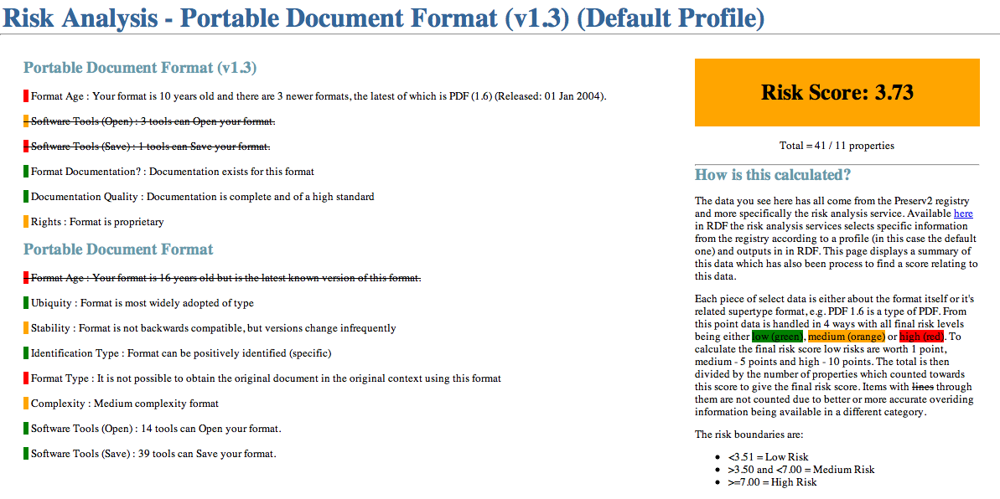 Risk Analysis - Portable Document Format (v1.3) (Default Profile)
Portable Document Format (v1.3)
Format Age : Your format is 10 years old and there are 3 newer formats, the latest of which is PDF (1.6) (Released: 01 Jan 2004).
Software Tools (Open) : 3 tools can Open your format.
Software Tools (Save) : 1 tools can Save your format.
Format Documentation? : Documentation exists for this format
Documentation Quality : Documentation is complete and of a high standard
Rights : Format is proprietary
Portable Document Format
Format Age : Your format is 16 years old but is the latest known version of this format.
Ubiquity : Format is most widely adopted of type
Stability : Format is not backwards compatible, but versions change infrequently
Identification Type : Format can be positively identified (specific)
Format Type : It is not possible to obtain the original document in the original context using this format
Complexity : Medium complexity format
Software Tools (Open) : 14 tools can Open your format.
Software Tools (Save) : 39 tools can Save your format.
Risk Score: 3.73
Total = 41 / 11 properties
How is this calculated?
The data you see here has all come from the Preserv2 registry
and more specifically the risk analysis service. Available here
in RDF the risk analysis services selects specific information
from the registry according to a profile (in this case the default
one) and outputs in in RDF. This page displays a summary of
this data which has also been process to find a score relating to
this data.
Each piece of select data is either about the format itself or it's
related supertype format, e.g. PDF 1.6 is a type of PDF. From
this point data is handled in 4 ways with all final risk levels
being either low (green), medium (orange) or high (red). To
calculate the final risk score low risks are worth 1 point,
medium - 5 points and high - 10 points. The total is then
divided by the number of properties which counted towards
this score to give the final risk score. Items with lines through
them are not counted due to better or more accurate overiding
information being available in a different category.
The risk boundaries are:
• <3.51 = Low Risk
• >3.50 and <7.00 = Medium Risk
• >=7.00 = High Risk